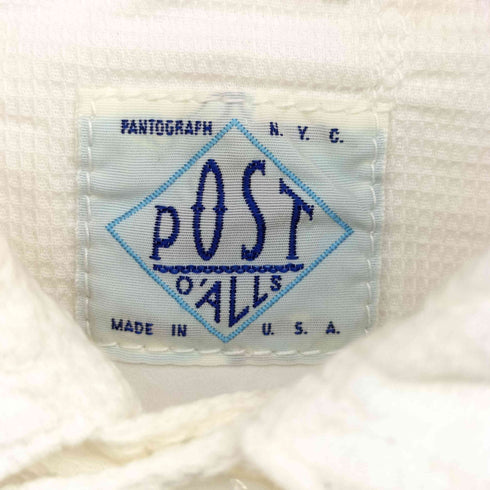 PANTOGRAPH N. Y. C.
POST
O'ALLS
MADE IN U. S. A.